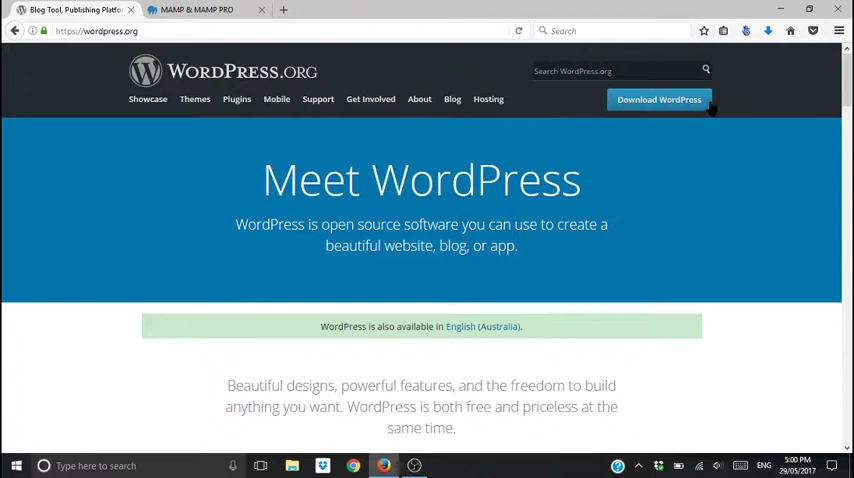 Blog Tool, Publishing Platfo
MAMP & MAMP PRO
https://wordpress.org
Search
WORDPRESS.ORG
Search WordPress.org
Showcase Themes Plugins Mobile Support Get Involved About Blog Hosting
Download WordPress
Meet WordPress
WordPress is open source software you can use to create a
beautiful website, blog, or app.
WordPress is also available in English (Australia).
Beautiful designs, powerful features, and the freedom to build
anything you want. WordPress is both free and priceless at the
same time.
Type here to search
ENG
5:00 PM
29/05/2017